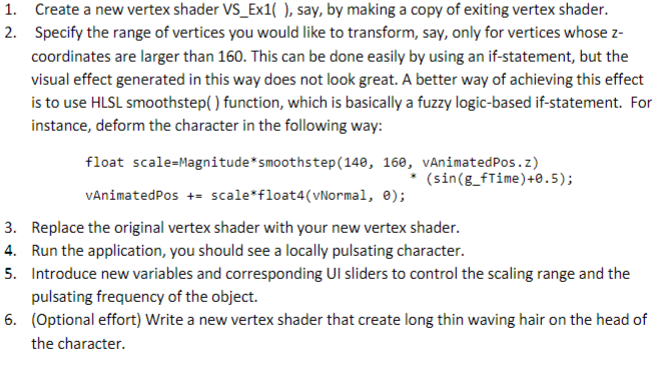 1. Create a new vertex shader VS_Ex1( ), say, by making a copy of exiting vertex shader.
2. Specify the range of vertices you would like to transform, say, only for vertices whose z-
coordinates are larger than 160. This can be done easily by using an if-statement, but the
visual effect generated in this way does not look great. A better way of achieving this effect
is to use HLSL smoothstep( ) function, which is basically a fuzzy logic-based if-statement. For
instance, deform the character in the following way:
float scale=Magnitude*smoothstep(140, 160, vAnimatedPos.z)
* (sin(g_fTime)+0.5);
vAnimatedPos += scale*float4(vNormal, 0);
3. Replace the original vertex shader with your new vertex shader.
4. Run the application, you should see a locally pulsating character.
5. Introduce new variables and corresponding UI sliders to control the scaling range and the
pulsating frequency of the object.
6. (Optional effort) Write a new vertex shader that create long thin waving hair on the head of
the character.